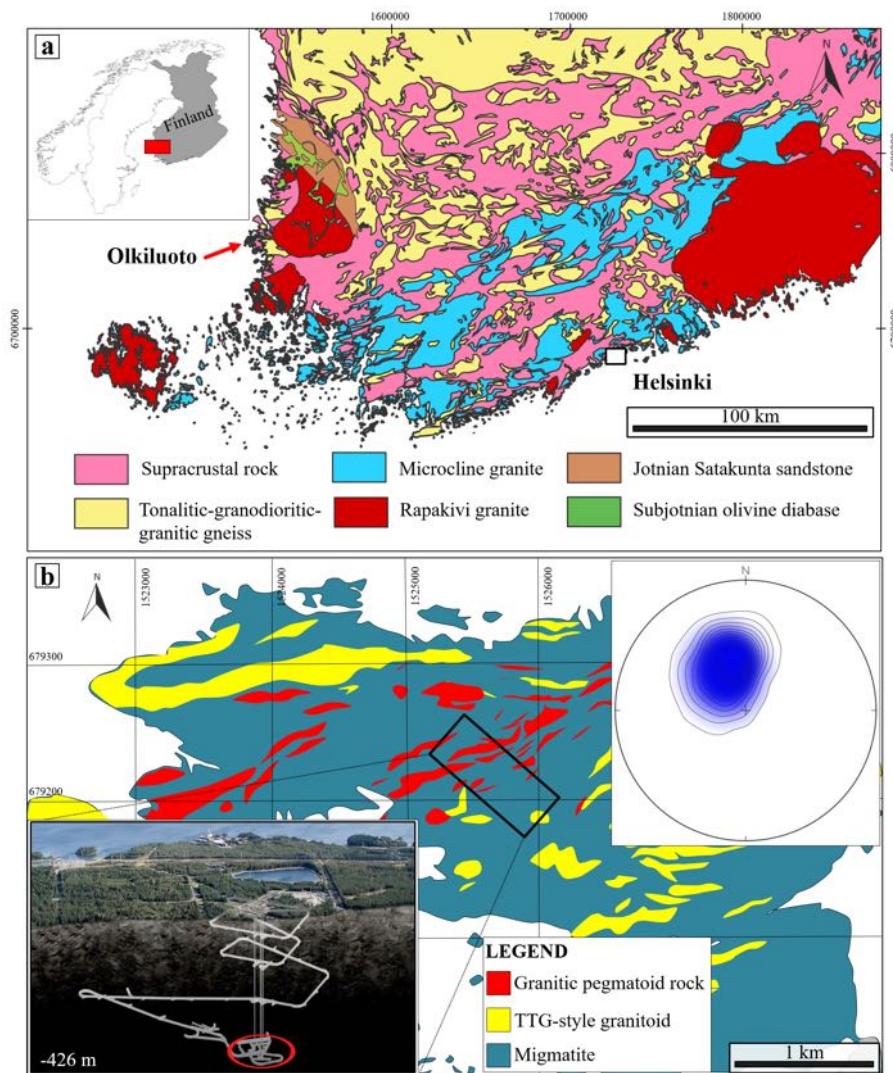 a
1600000
1700000
1800000
N
Finland
Olkiluoto
6700000
Helsinki
100 km
Supracrustal rock
Microcline granite
Jotnian Satakunta sandstone
Tonalitic-granodioritic-
granitic gneiss
Rapakivi granite
Subjotnian olivine diabase
b
N
1523000
1524000
1525000
1526000
N
679300
679200
LEGEND
Granitic pegmatoid rock
TTG-style granitoid
Migmatite
-426 m
1 km